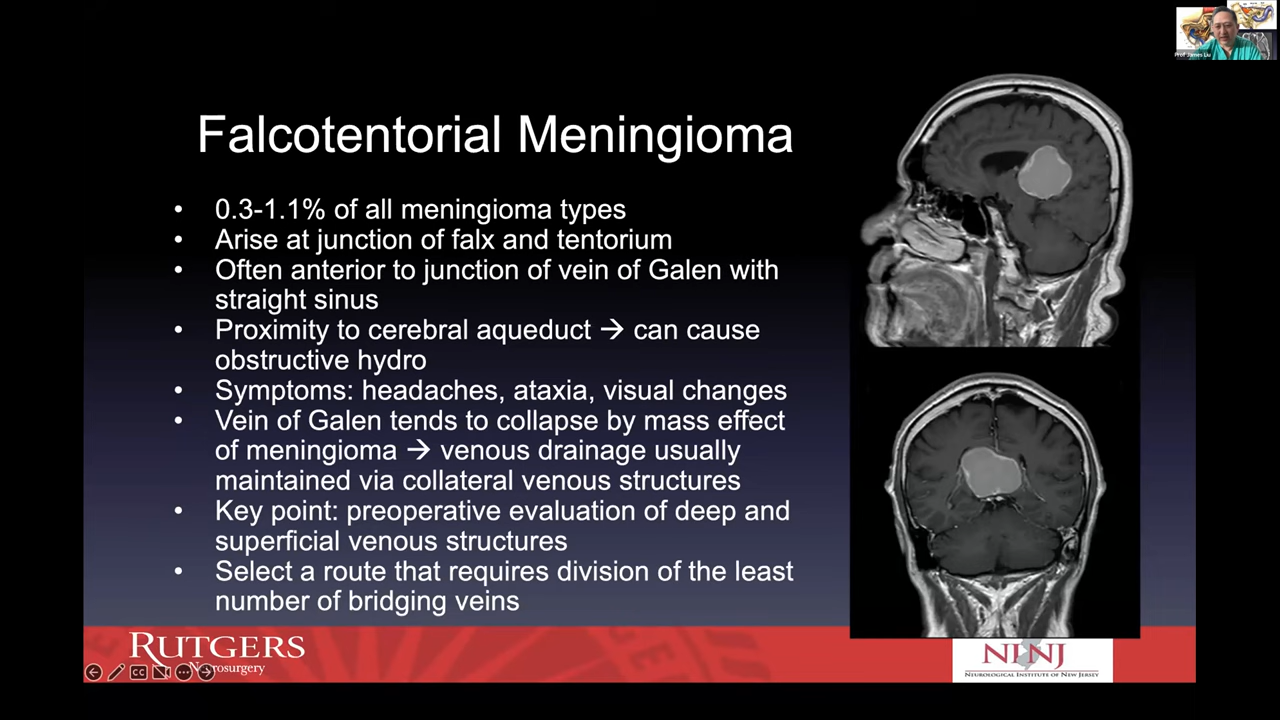 Prof James Liu
Falcotentorial Meningioma
• 0.3-1.1% of all meningioma types
• Arise at junction of falx and tentorium
• Often anterior to junction of vein of Galen with
straight sinus
• Proximity to cerebral aqueduct → can cause
obstructive hydro
• Symptoms: headaches, ataxia, visual changes
• Vein of Galen tends to collapse by mass effect
of meningioma → venous drainage usually
maintained via collateral venous structures
• Key point: preoperative evaluation of deep and
superficial venous structures
• Select a route that requires division of the least
number of bridging veins
RUTGERS
Neurosurgery
CC
NINJ
NEUROLOGICAL INSTITUTE OF NEW JERSEY